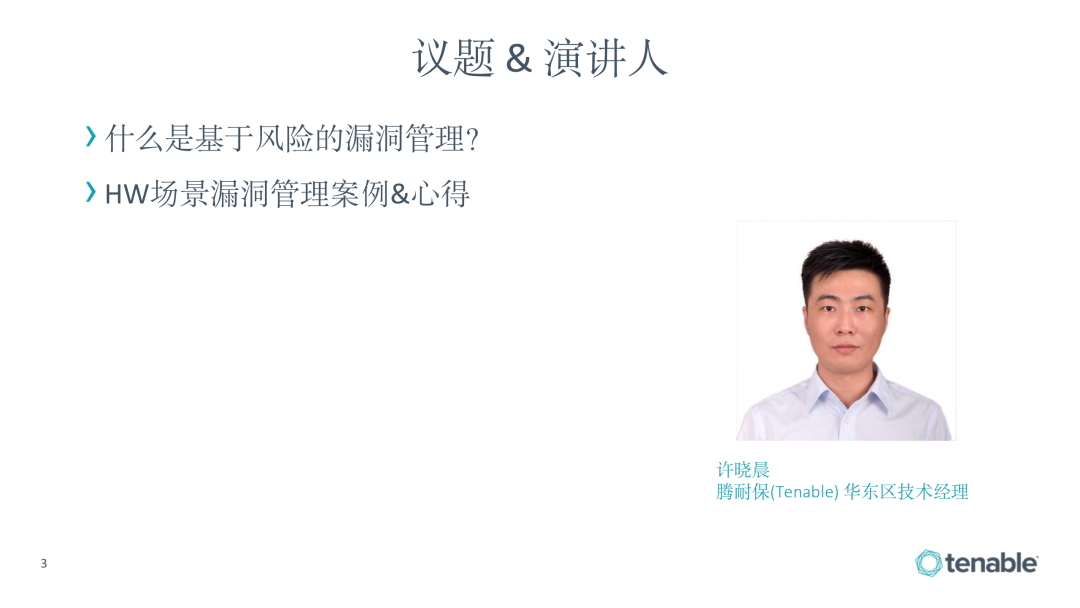 议题 & 演讲人
什么是基于风险的漏洞管理?
HW场景漏洞管理案例&心得
许晓晨
腾耐保(Tenable) 华东区技术经理
3
tenable